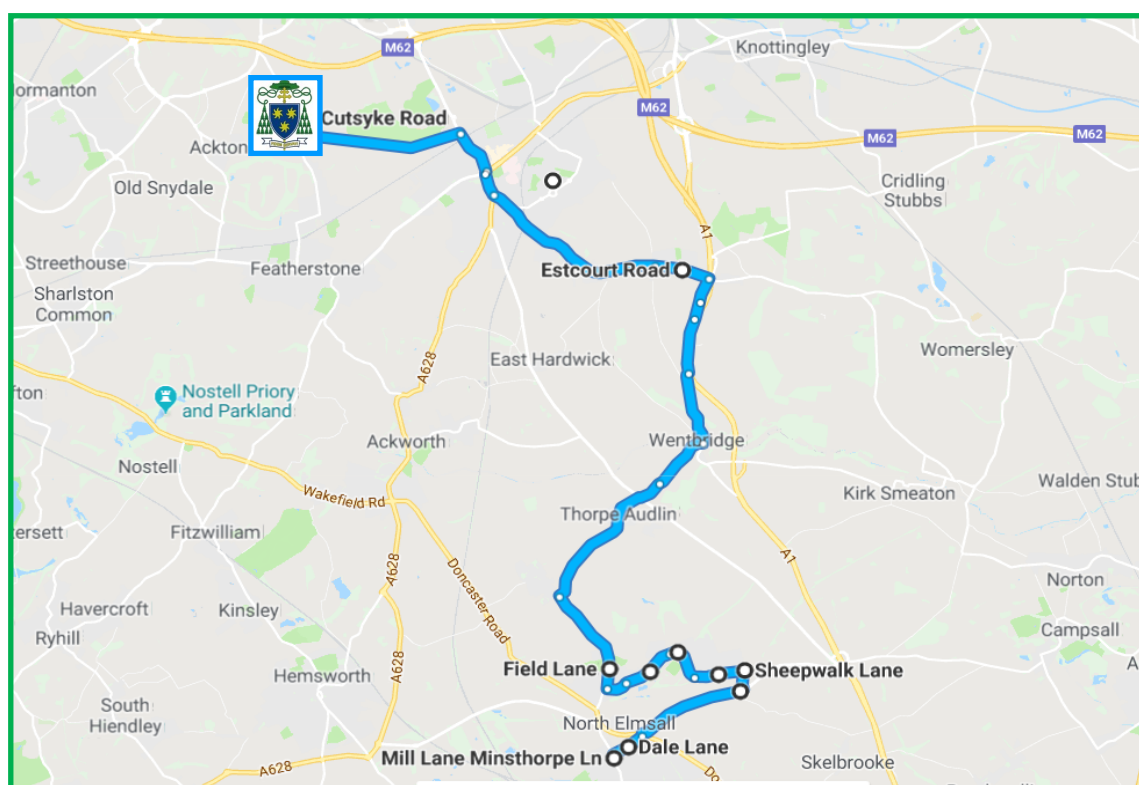 M62
Knottingley
ormanton
Cutsyke Road
M62
M62
Ackton
Cridling
Stubbs
Old Snydale
A1
Streethouse
Featherstone
Estcourt Road
Sharlston
Common
A628
East Hardwick
Womersley
fton
Nostell Priory
and Parkland
Ackworth
Wentbridge
Nostell
Wakefield Rd
Kirk Smeaton
Walden Stub
Thorpe Audlin
tersett
Fitzwilliam
A1
A628
Doncaster Road
Norton
Havercroft
Kinsley
Campsall
Ryhill
A628
Field Lane
Sheepwalk Lane
Hemsworth
South
Hiendley
North Elmsall
Dale Lane
Mill Lane Minsthorpe Ln
Skelbrooke
A628